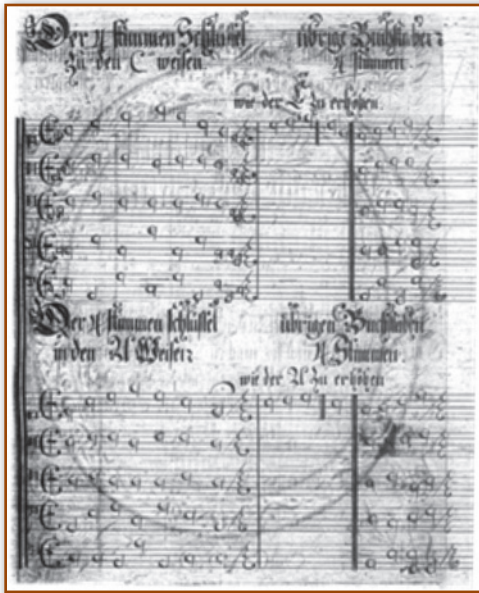 Der 4 stimmen Schlüssel übrige Buchstaben
zu den C weisen 4 stimmen
wie der C zu erhöhen.
Der 4 stimmen schlüssel übrigen Buchstaben
in den A Weisen 4 Stimmen
wie der A zu erhöhen